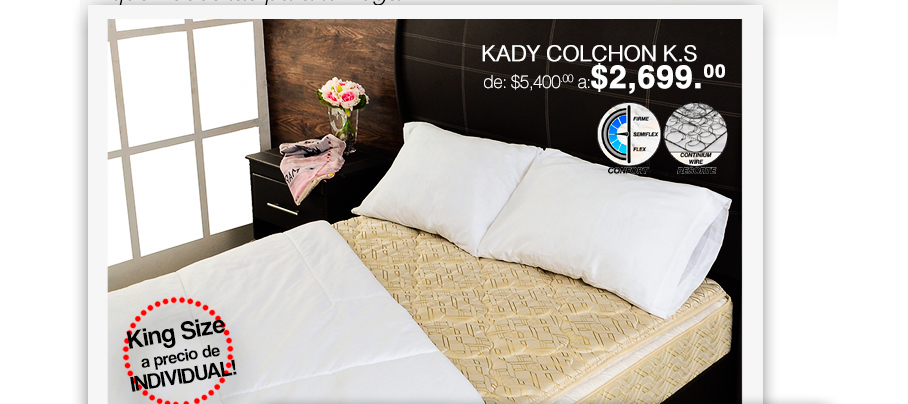 KADY COLCHON K.S
de: $5,400.00 a:$2,699.00
FIRME
SEMIFLEX
FLEX
CONFORT
CONTINIUM
WIRE
RESORTE
King Size
a precio de
INDIVIDUAL!